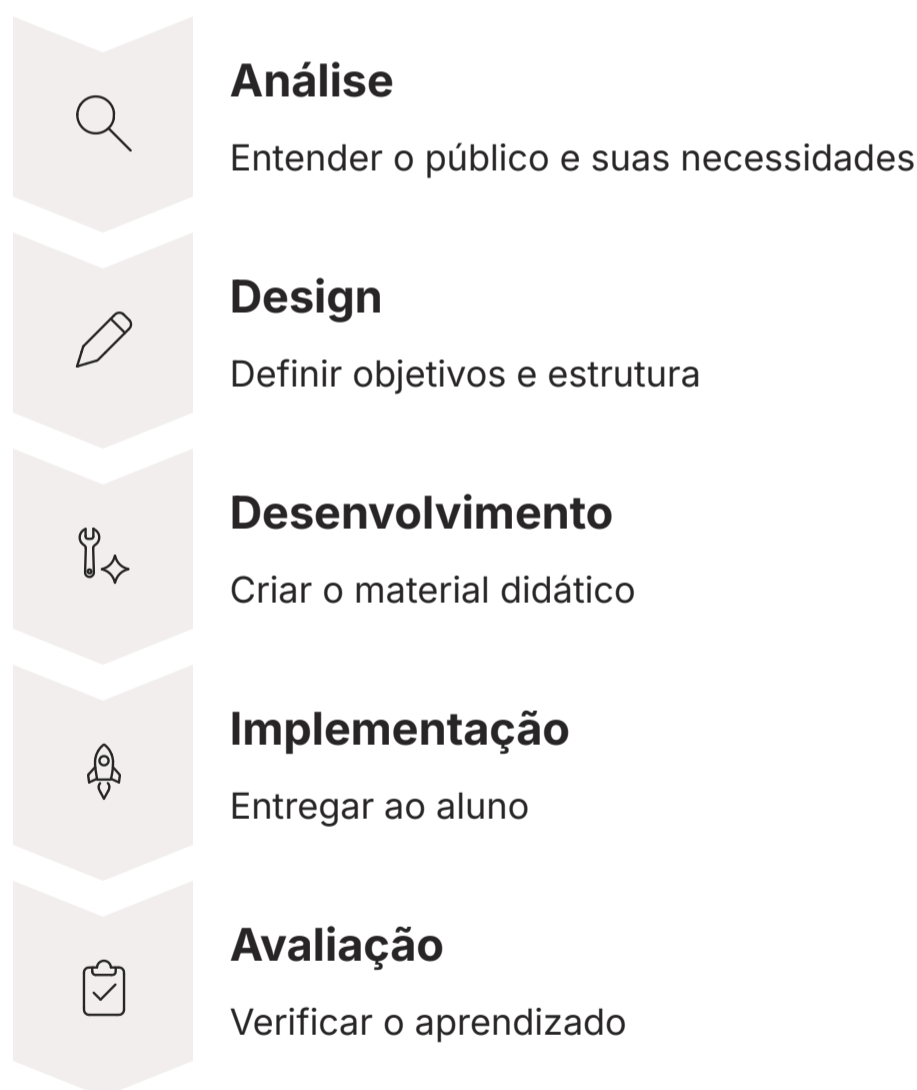 Análise
Entender o público e suas necessidades
Design
Definir objetivos e estrutura
Desenvolvimento
Criar o material didático
Implementação
Entregar ao aluno
Avaliação
Verificar o aprendizado